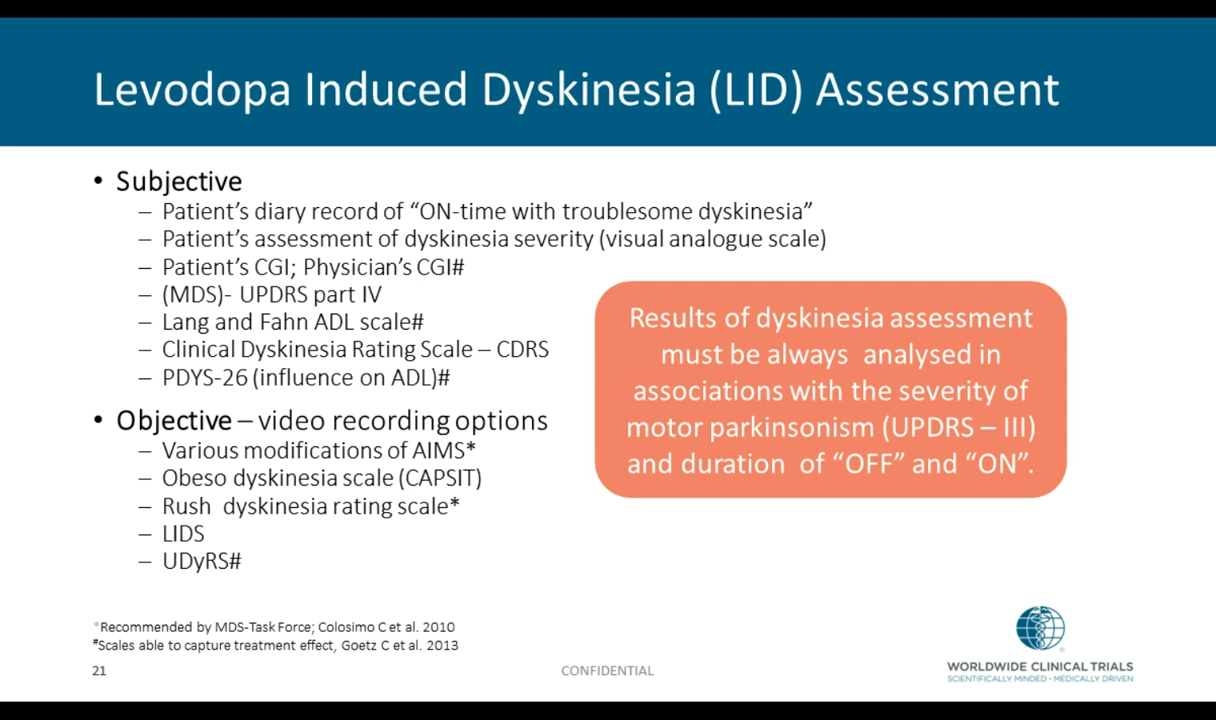 Levodopa Induced Dyskinesia (LID) Assessment
• Subjective
– Patient's diary record of “ON-time with troublesome dyskinesia”
– Patient's assessment of dyskinesia severity (visual analogue scale)
– Patient's CGI; Physician's CGI#
– (MDS)- UPDRS part IV
– Lang and Fahn ADL scale#
– Clinical Dyskinesia Rating Scale – CDRS
– PDYS-26 (influence on ADL)#
• Objective – video recording options
– Various modifications of AIMS*
– Obeso dyskinesia scale (CAPSIT)
– Rush dyskinesia rating scale*
– LIDS
– UDyRS#
Results of dyskinesia assessment
must be always analysed in
associations with the severity of
motor parkinsonism (UPDRS – III)
and duration of “OFF” and “ON”.
*Recommended by MDS-Task Force; Colosimo C et al. 2010
#Scales able to capture treatment effect, Goetz C et al. 2013
21
CONFIDENTIAL
WORLDWIDE CLINICAL TRIALS
SCIENTIFICALLY MINDED • MEDICALLY DRIVEN